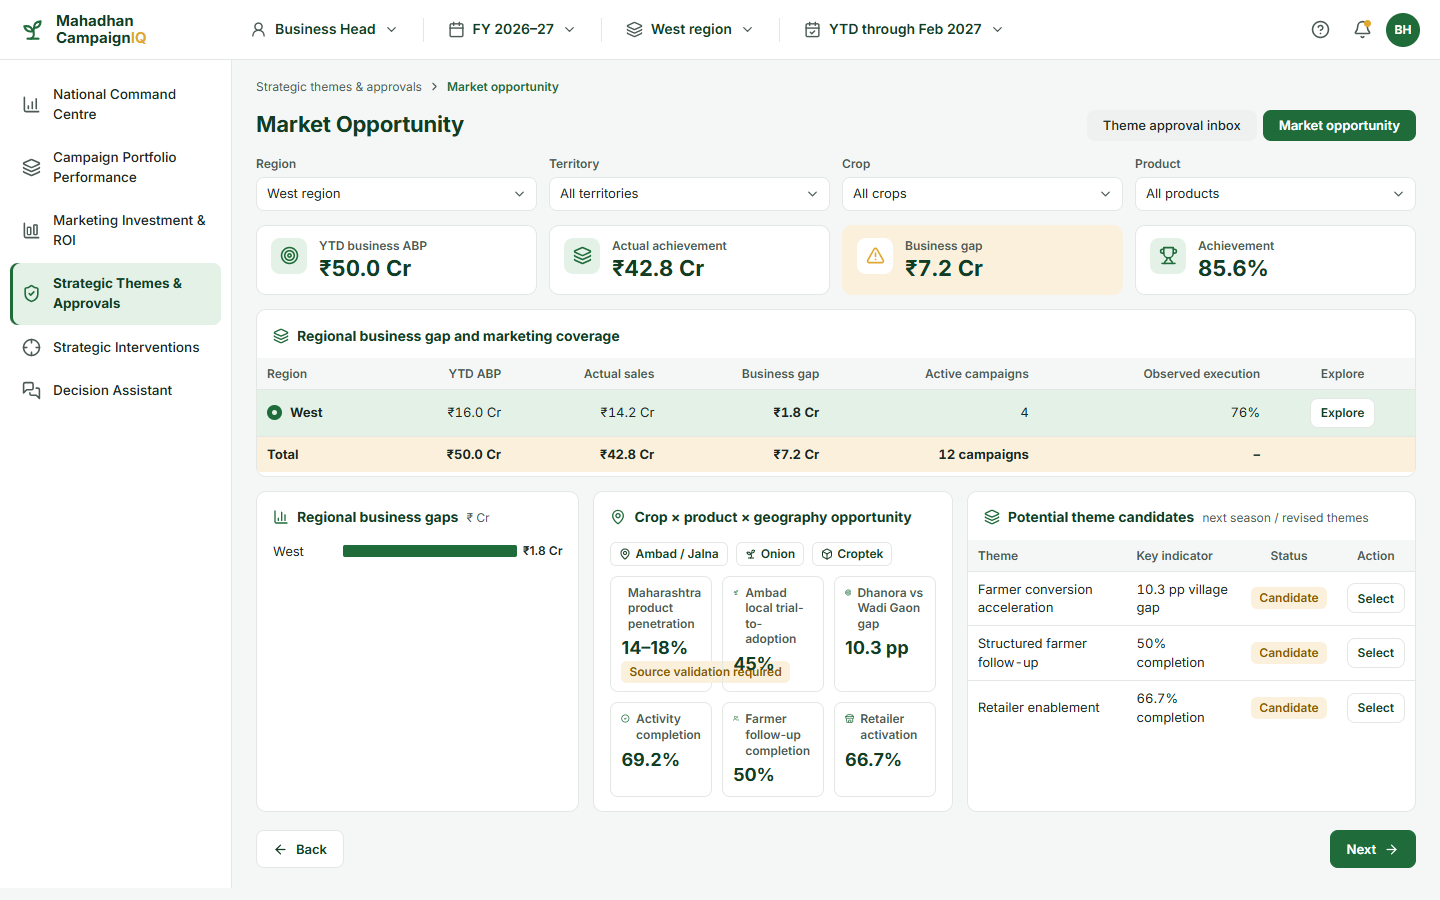 Mahadhan
CampaignIQ
Business Head
FY 2026–27
West region
YTD through Feb 2027
BH
National Command
Centre
Campaign Portfolio
Performance
Marketing Investment &
ROI
Strategic Themes &
Approvals
Strategic Interventions
Decision Assistant
Strategic themes & approvals > Market opportunity
Market Opportunity
Theme approval inbox
Market opportunity
Region
Territory
Crop
Product
West region
All territories
All crops
All products
YTD business ABP
₹50.0 Cr
Actual achievement
₹42.8 Cr
Business gap
₹7.2 Cr
Achievement
85.6%
Regional business gap and marketing coverage
Region YTD ABP Actual sales Business gap Active campaigns Observed execution Explore
West ₹16.0 Cr ₹14.2 Cr ₹1.8 Cr 4 76% Explore
Total ₹50.0 Cr ₹42.8 Cr ₹7.2 Cr 12 campaigns –
Regional business gaps ₹ Cr
West ₹1.8 Cr
Crop × product × geography opportunity
Ambad / Jalna
Onion
Croptek
Maharashtra
product
penetration
14–18%
Source validation required
Ambad
local trial-
to-
adoption
45%
Dhanora vs
Wadi Gaon
gap
10.3 pp
Activity
completion
69.2%
Farmer
follow-up
completion
50%
Retailer
activation
66.7%
Potential theme candidates next season / revised themes
Theme Key indicator Status Action
Farmer conversion
acceleration
10.3 pp village
gap
Candidate
Select
Structured farmer
follow-up
50%
completion
Candidate
Select
Retailer enablement
66.7%
completion
Candidate
Select
Back
Next